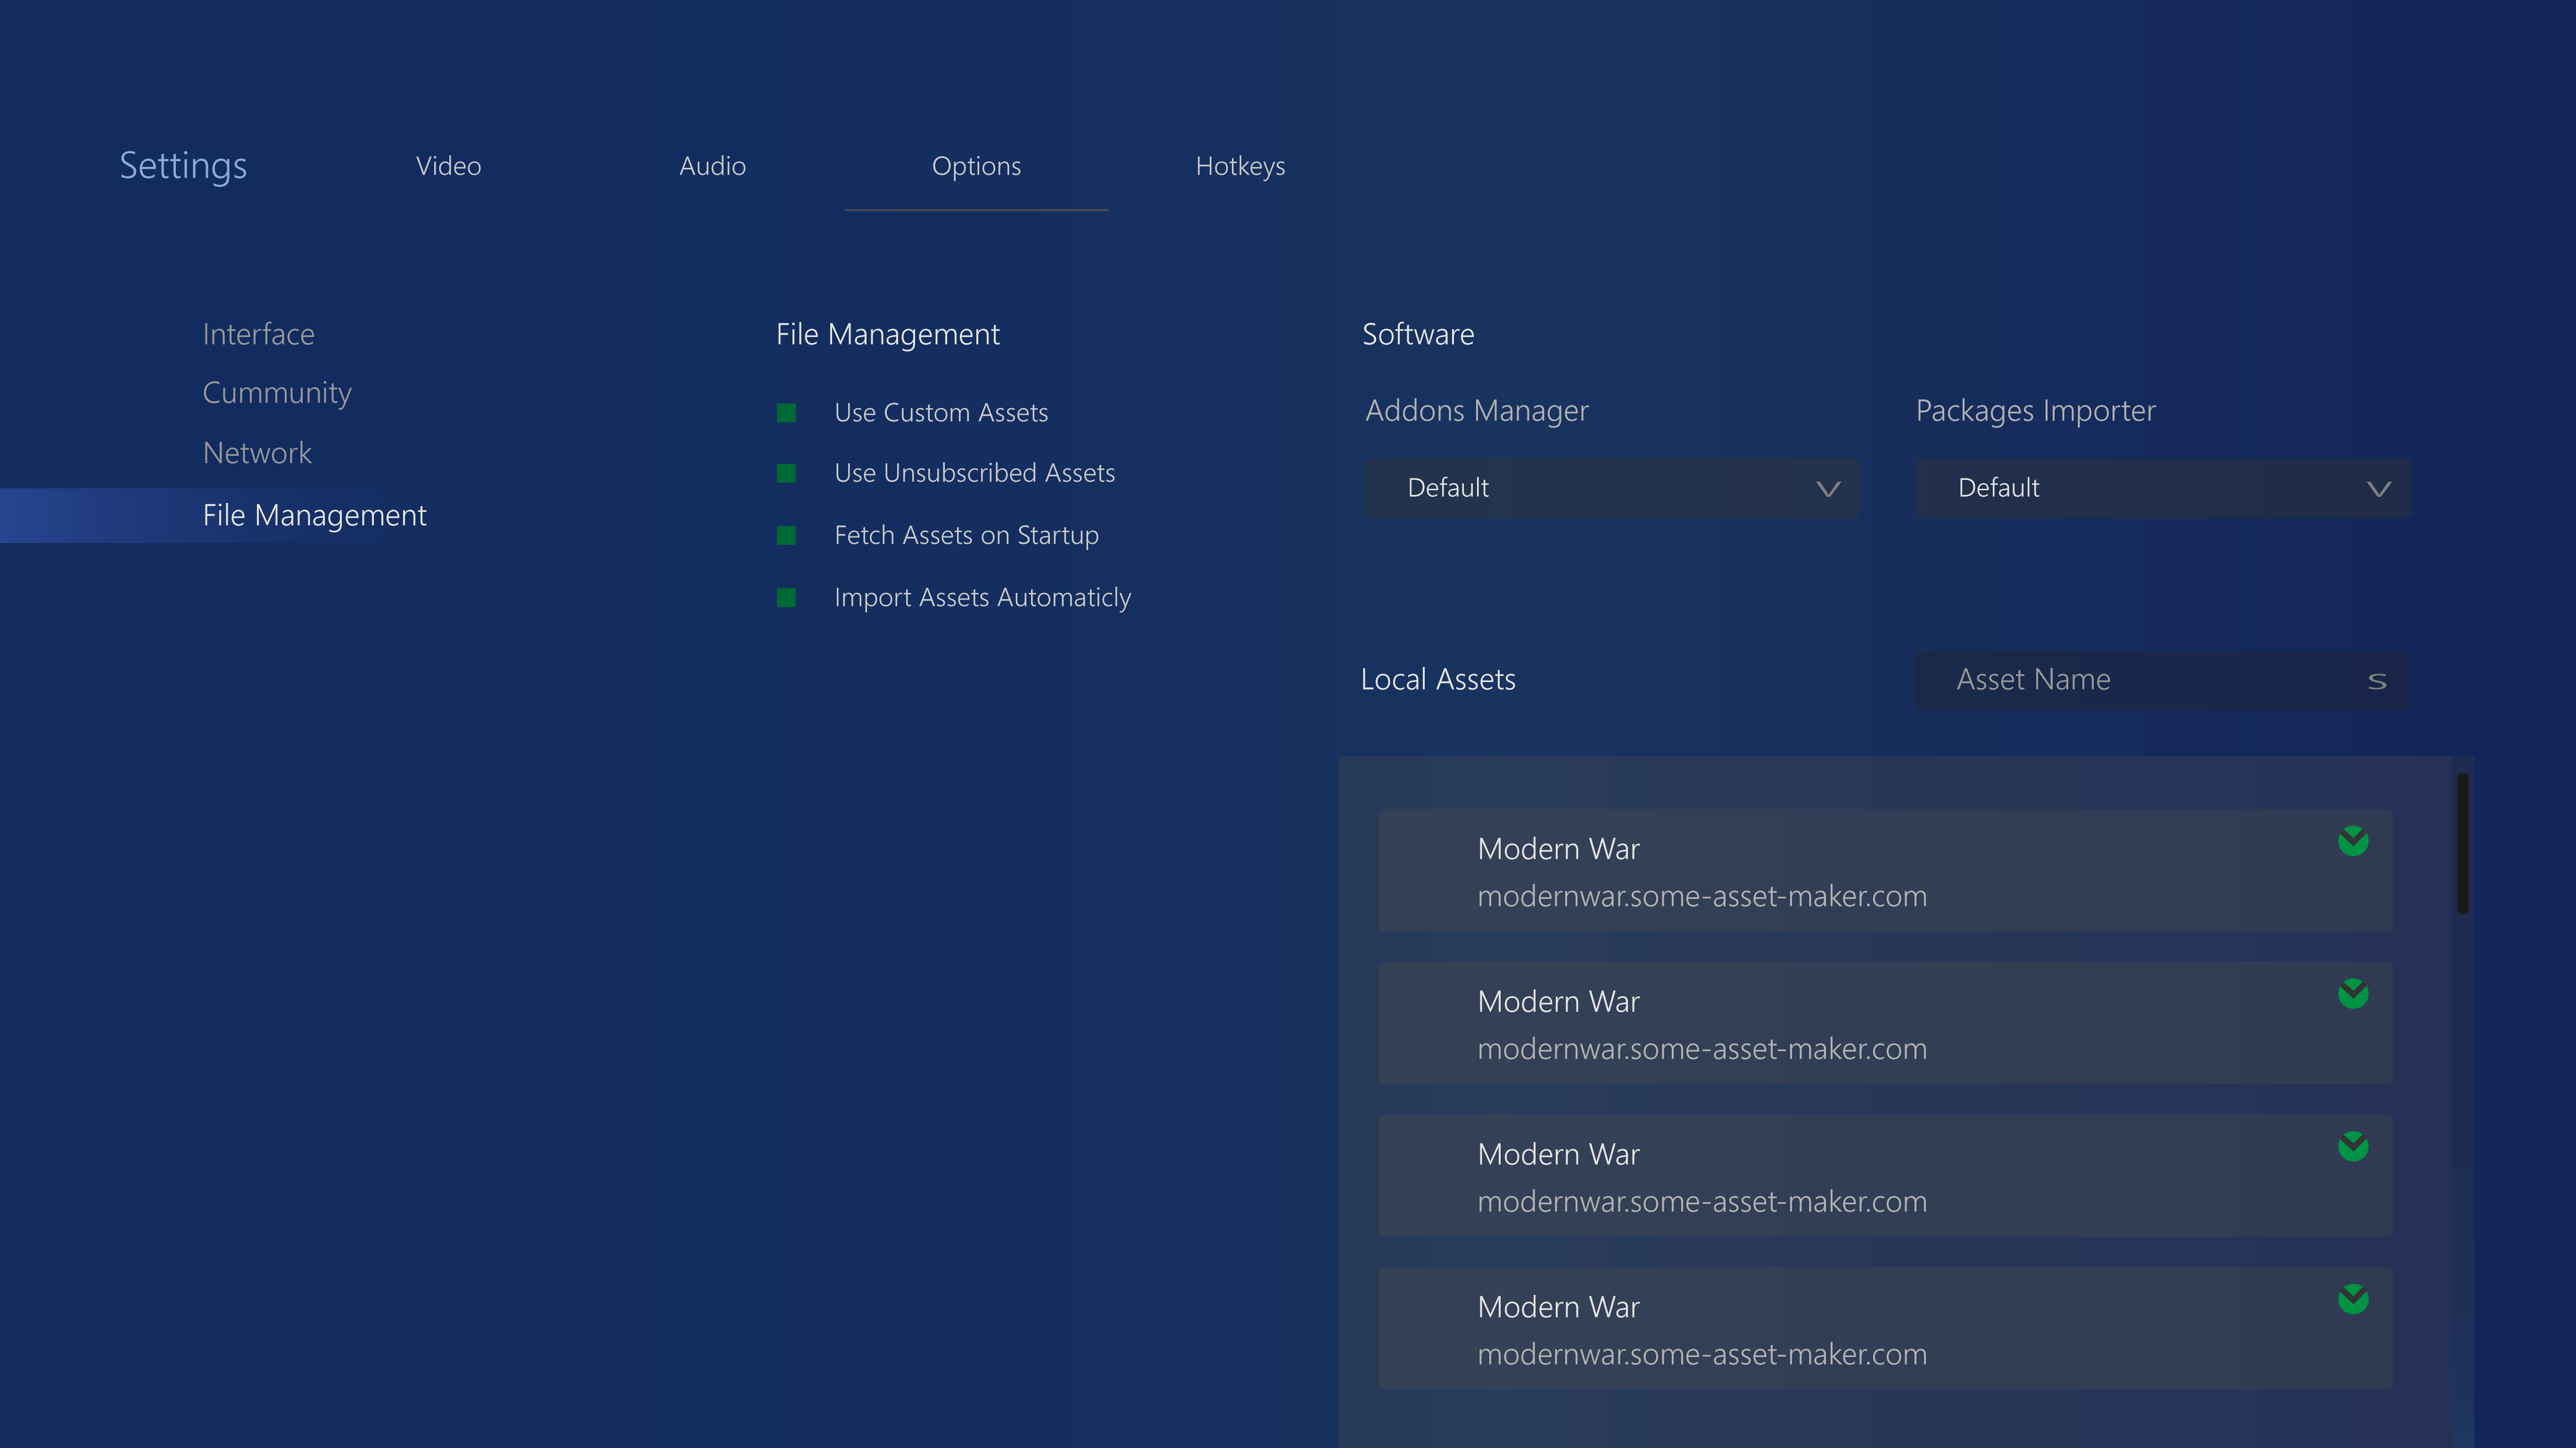 Settings
Video
Audio
Options
Hotkeys
Interface
Cummunity
Network
File Management
File Management
Use Custom Assets
Use Unsubscribed Assets
Fetch Assets on Startup
Import Assets Automaticly
Software
Addons Manager
Packages Importer
Default
V
Default
V
Local Assets
Asset Name
S
Modern War
modernwar.some-asset-maker.com
Modern War
modernwar.some-asset-maker.com
Modern War
modernwar.some-asset-maker.com
Modern War
modernwar.some-asset-maker.com